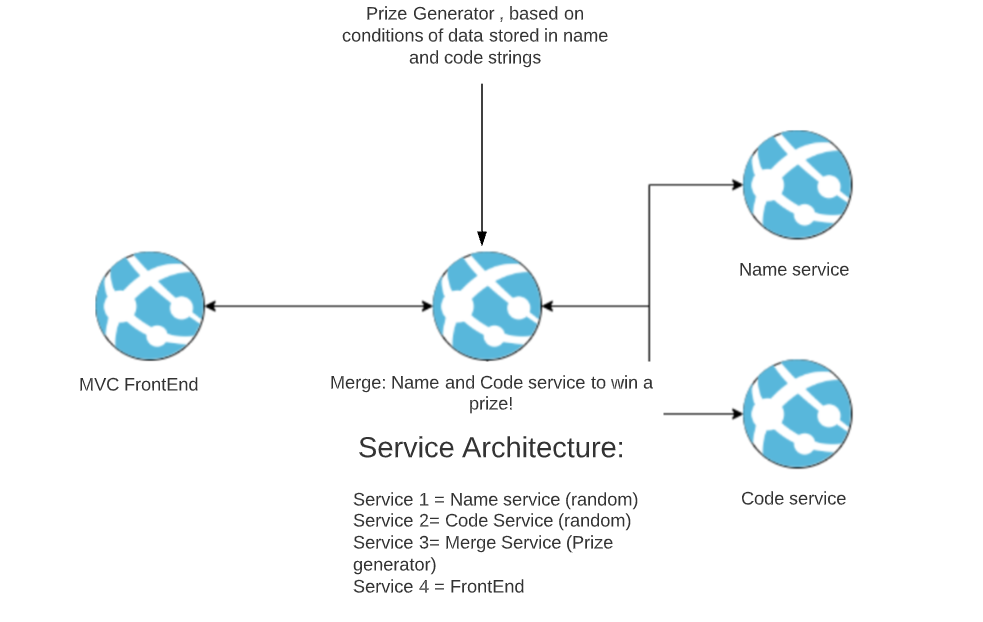 Prize Generator , based on
conditions of data stored in name
and code strings
Name service
MVC FrontEnd
Merge: Name and Code service to win a
prize!
Service Architecture:
Code service
Service 1 = Name service (random)
Service 2= Code Service (random)
Service 3= Merge Service (Prize
generator)
Service 4 = FrontEnd